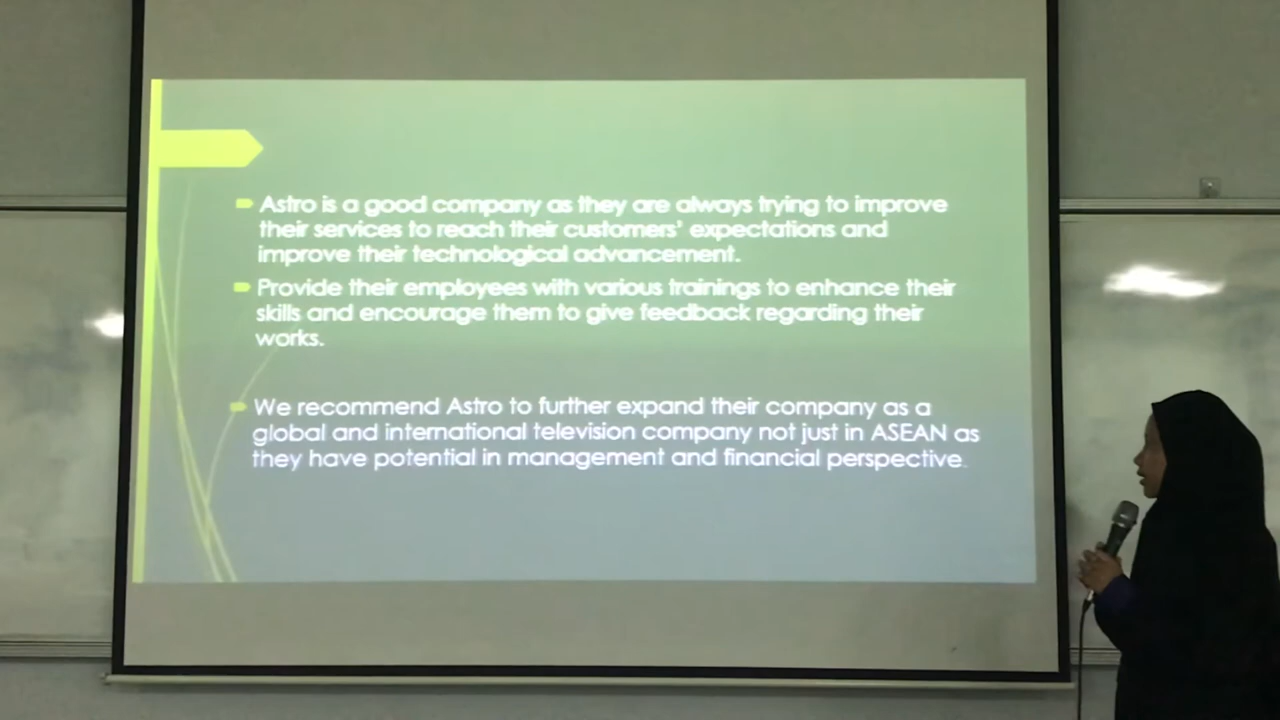 Astro is a good company as they are always trying to improve
their services to reach their customers' expectations and
improve their technological advancement.
Provide their employees with various trainings to enhance their
skills and encourage them to give feedback regarding their
works.
We recommend Astro to further expand their company as a
global and international television company not just in ASEAN as
they have potential in management and financial perspective.